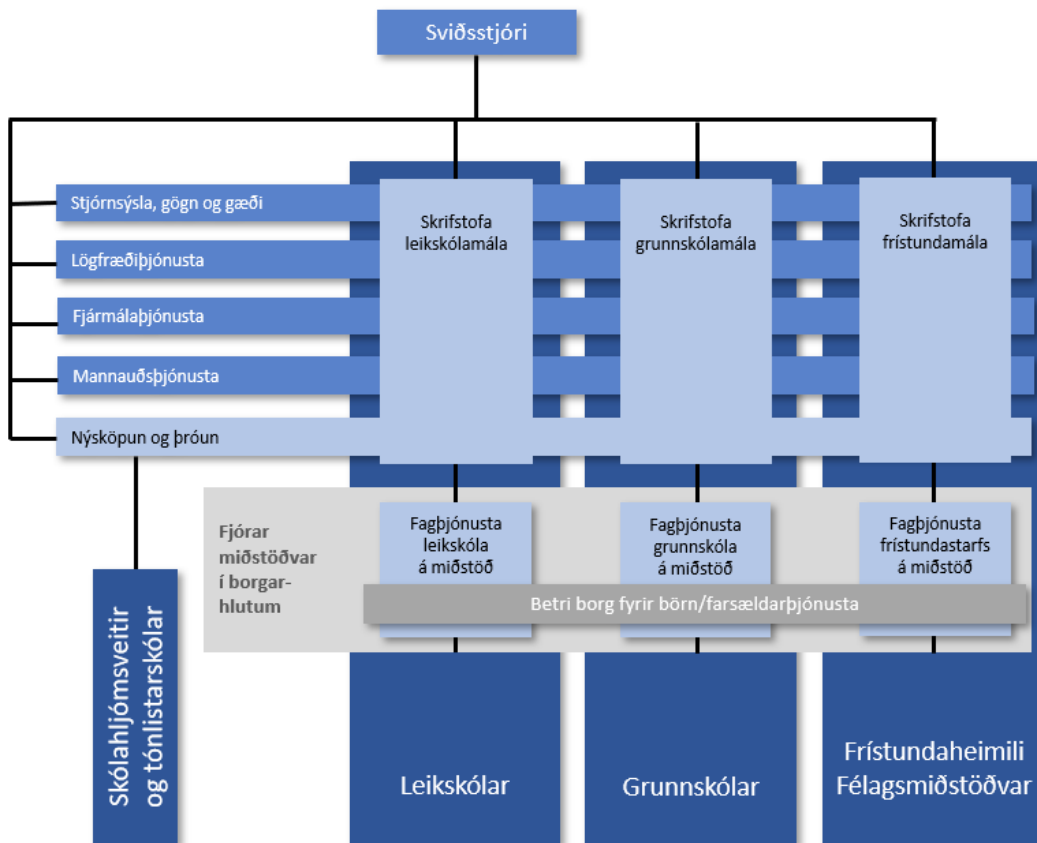 Sviðsstjóri
Stjórnsýsla, gögn og gæði
Lögfræðiþjónusta
Fjármálaþjónusta
Mannauðsþjónusta
Nýsköpun og þróun
Skrifstofa
leikskólamála
Skrifstofa
grunnskólamála
Skrifstofa
frístundamála
Fjórar
miðstöðvar
í borgar-
hlutum
Fagþjónusta
leikskóla
á miðstöð
Fagþjónusta
grunnskóla
á miðstöð
Fagþjónusta
frístundastarfs
á miðstöð
Betri borg fyrir börn/farsældarþjónusta
Skólahljómsveitir
og tónlistarskólar
Leikskólar
Grunnskólar
Frístundaheimili
Félagsmiðstöðvar